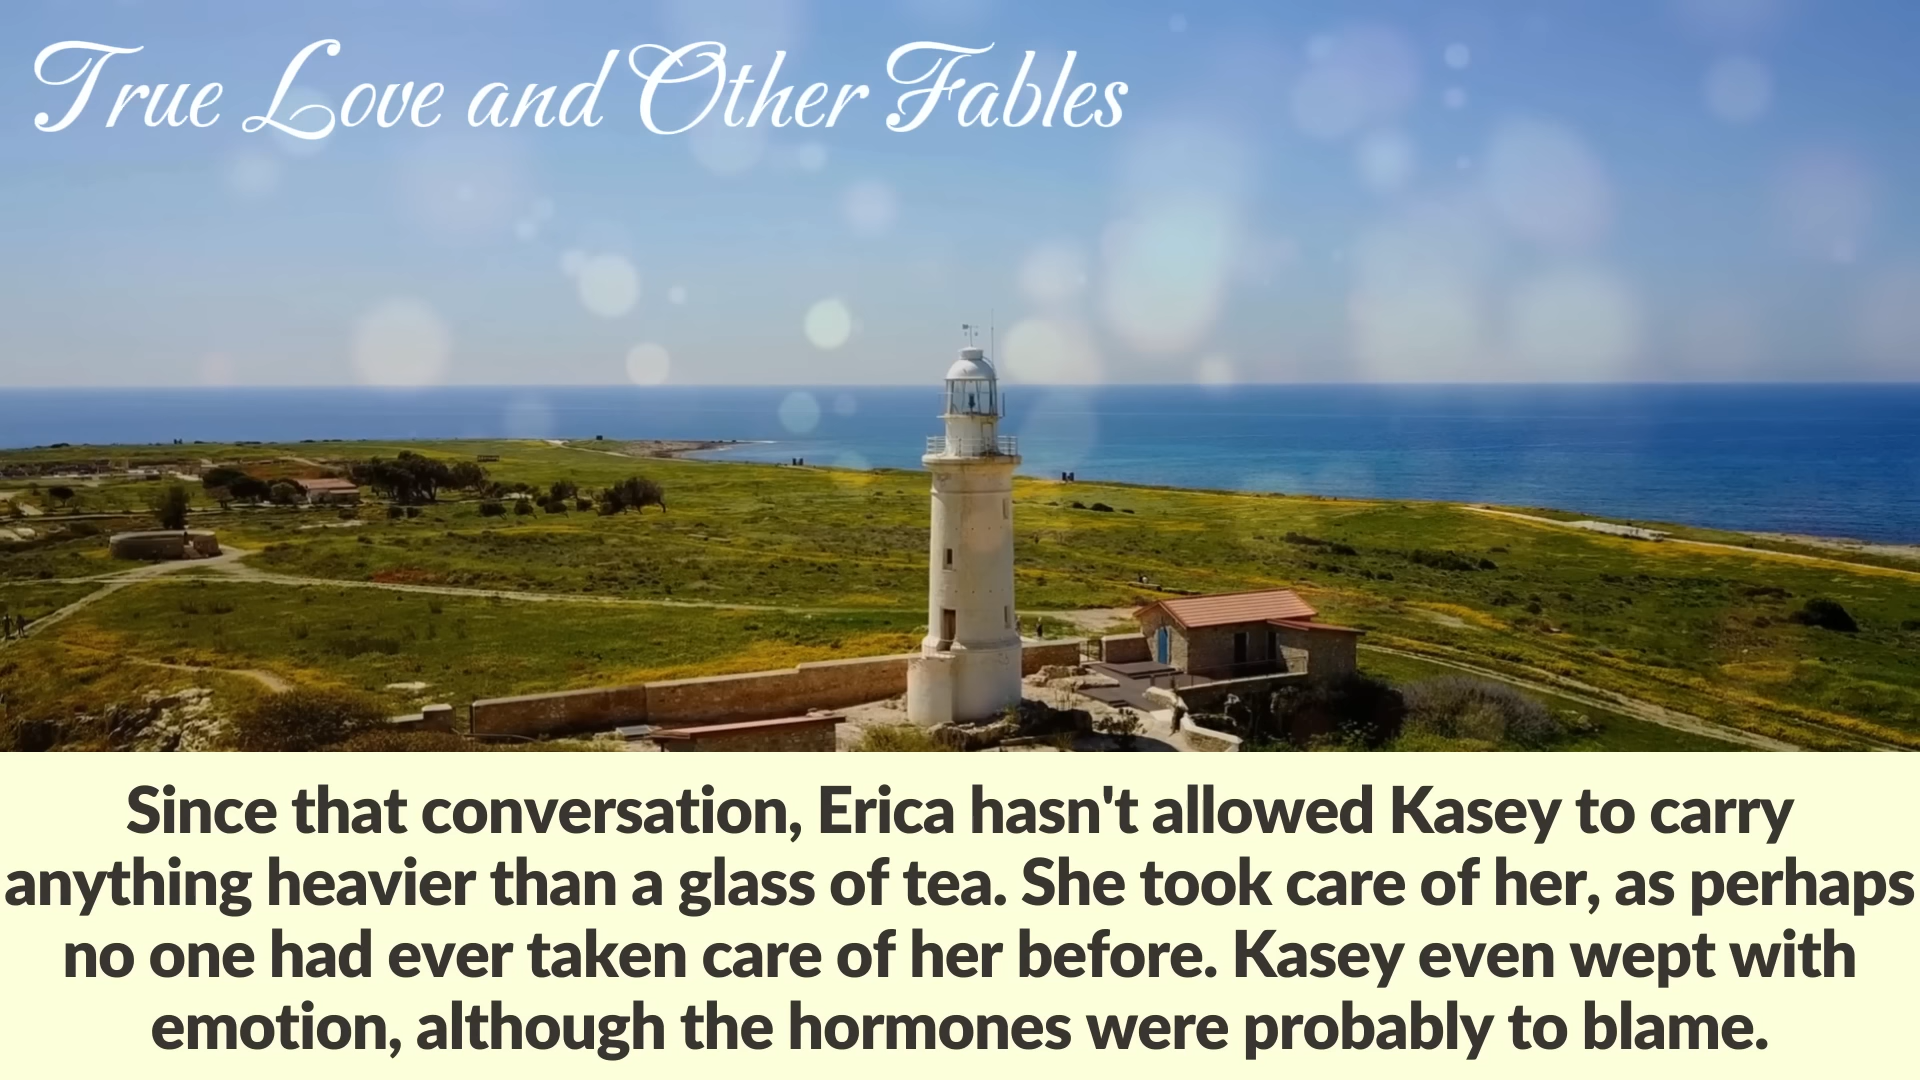 True Love and Other Fables
Since that conversation, Erica hasn't allowed Kasey to carry
anything heavier than a glass of tea. She took care of her, as perhaps
no one had ever taken care of her before. Kasey even wept with
emotion, although the hormones were probably to blame.